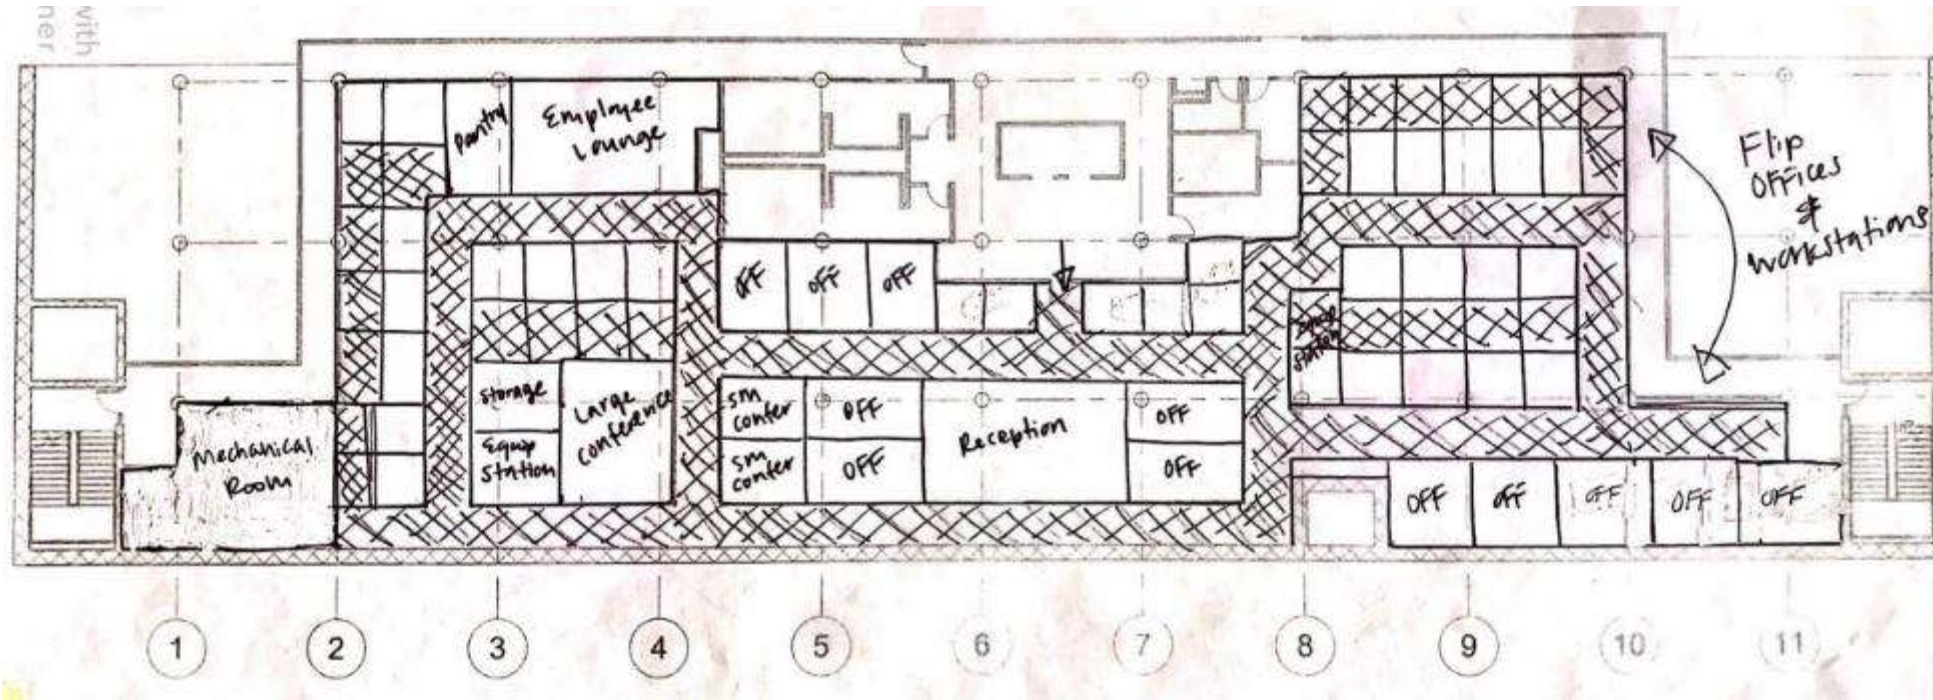 with
ner
Pantry
Employee
Lounge
Flip
Offices
&
Workstations
OFF
OFF
OFF
Storage
Large
conference
Equip
Station
sm
confer
OFF
Reception
OFF
sm
confer
OFF
OFF
Equip
Station
Mechanical
Room
OFF
OFF
OFF
OFF
OFF
1 2 3 4 5 6 7 8 9 10 11